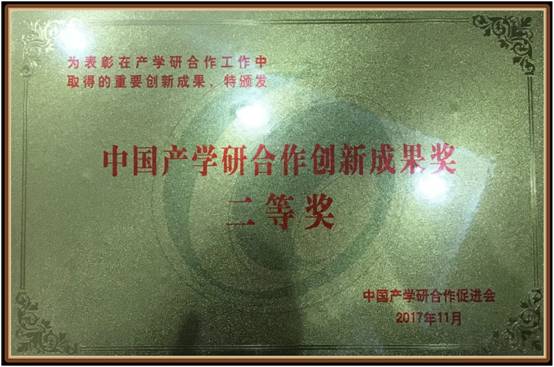 为表彰在产学研合作工作中
取得的重要创新成果，特颁发
中国产学研合作创新成果奖
二等奖
中国产学研合作促进会
2017年11月